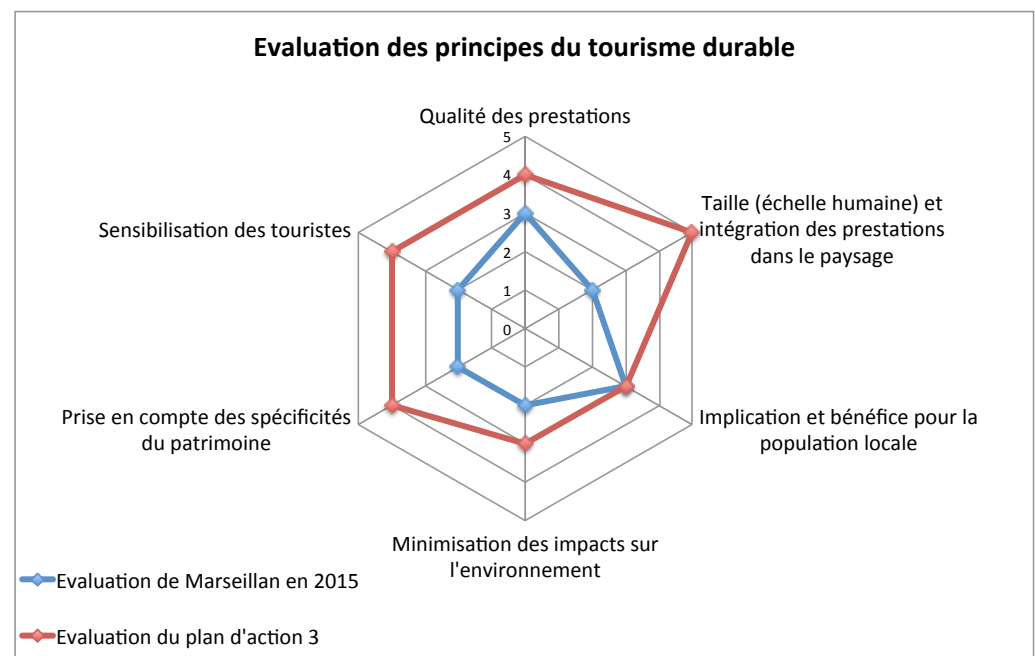 Evaluation des principes du tourisme durable
Qualité des prestations
5
4
3
2
1
0
Taille (échelle humaine) et
intégration des prestations
dans le paysage
Implication et bénéfice pour la
population locale
Minimisation des impacts sur
l'environnement
Prise en compte des spécificités
du patrimoine
Sensibilisation des touristes
Evaluation de Marseillan en 2015
Evaluation du plan d'action 3